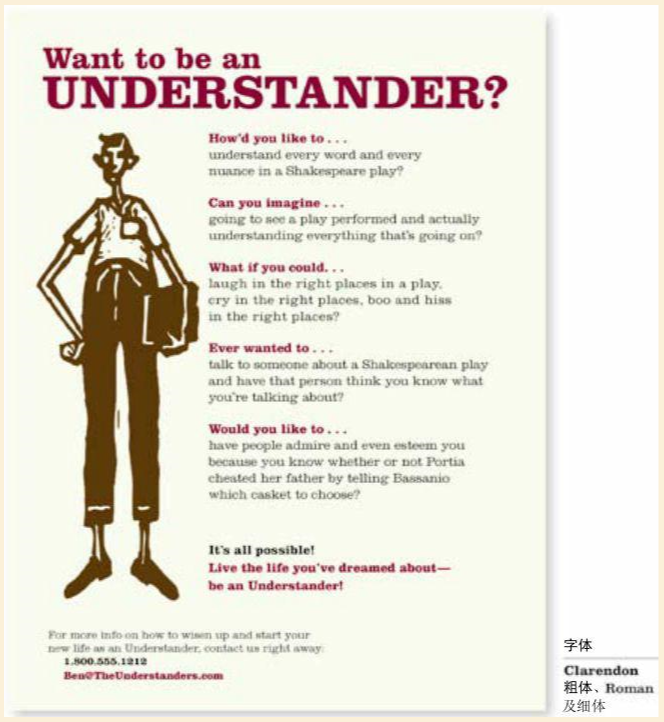 Want to be an
UNDERSTANDER?
How'd you like to . . .
understand every word and every
nuance in a Shakespeare play?
Can you imagine . . .
going to see a play performed and actually
understanding everything that's going on?
What if you could. . .
laugh in the right places in a play,
cry in the right places, boo and hiss
in the right places?
Ever wanted to . . .
talk to someone about a Shakespearean play
and have that person think you know what
you're talking about?
Would you like to . . .
have people admire and even esteem you
because you know whether or not Portia
cheated her father by telling Bassanio
which casket to choose?
It's all possible!
Live the life you've dreamed about—
be an Understander!
For more info on how to wisen up and start your
new life as an Understander, contact us right away:
1.800.555.1212
Ben@TheUnderstanders.com
字体
Clarendon
粗体、Roman
及细体